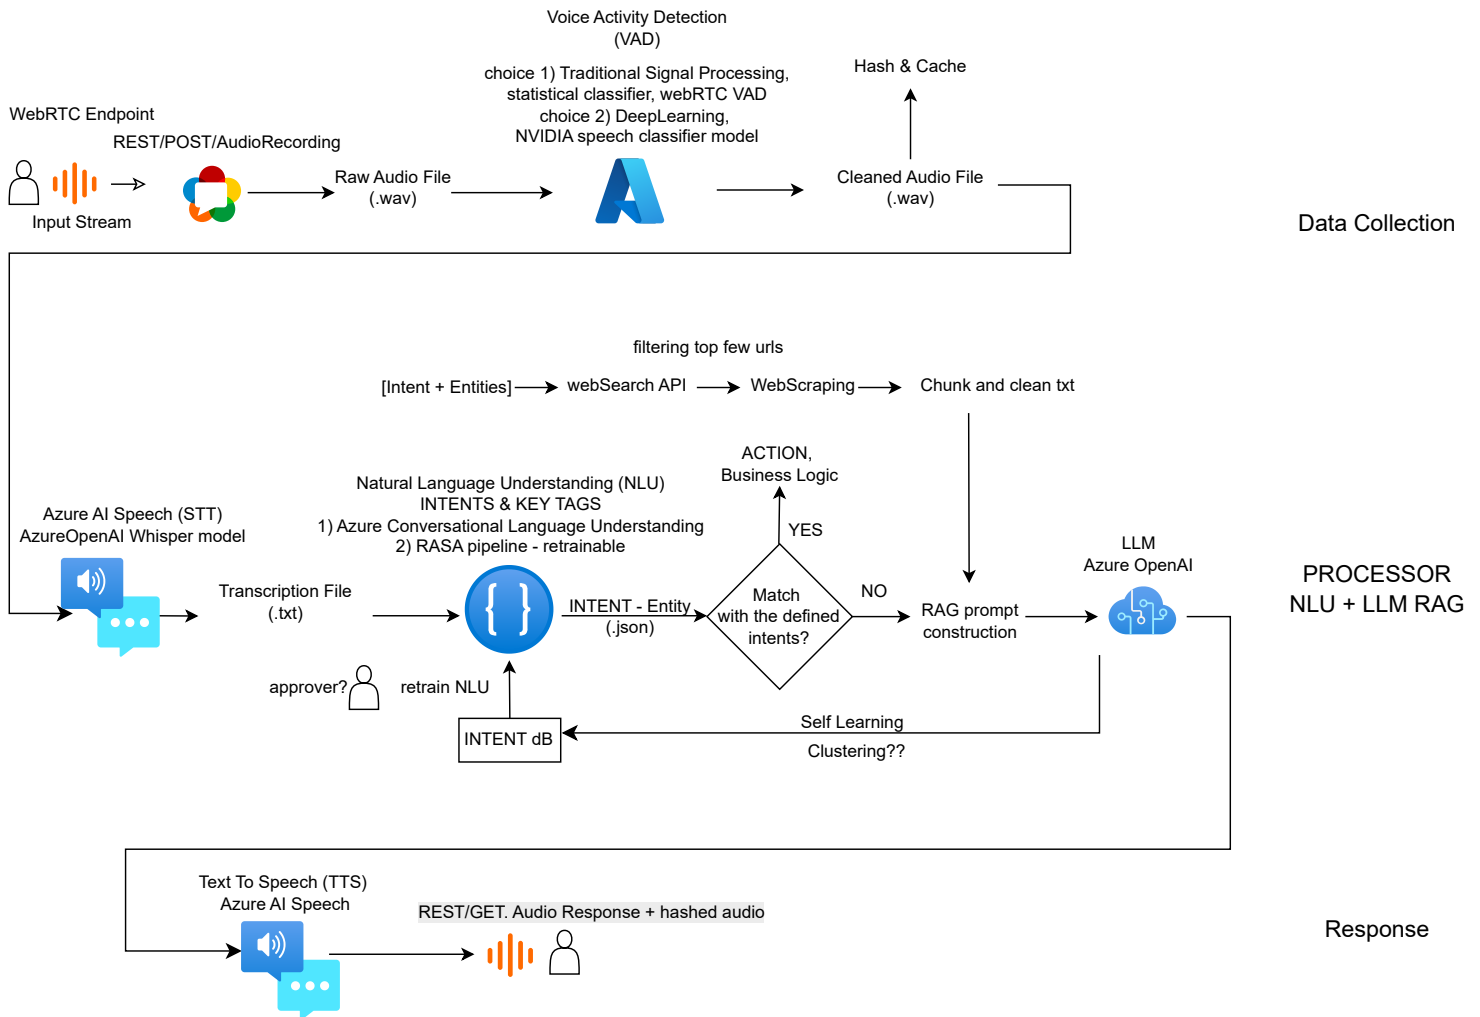 Voice Activity Detection
(VAD)
choice 1) Traditional Signal Processing,
statistical classifier, webRTC VAD
choice 2) DeepLearning,
NVIDIA speech classifier model
Hash & Cache
WebRTC Endpoint
REST/POST/AudioRecording
Input Stream
Raw Audio File
(.wav)
Cleaned Audio File
(.wav)
Data Collection
filtering top few urls
[Intent + Entities]
webSearch API
WebScraping
Chunk and clean txt
ACTION,
Business Logic
Natural Language Understanding (NLU)
INTENTS & KEY TAGS
1) Azure Conversational Language Understanding
2) RASA pipeline - retrainable
Azure AI Speech (STT)
AzureOpenAI Whisper model
YES
LLM
Azure OpenAI
Transcription File
(.txt)
{ }
INTENT - Entity
(.json)
Match
with the defined
intents?
NO
RAG prompt
construction
PROCESSOR
NLU + LLM RAG
approver?
retrain NLU
INTENT dB
Self Learning
Clustering??
Text To Speech (TTS)
Azure AI Speech
REST/GET. Audio Response + hashed audio
Response